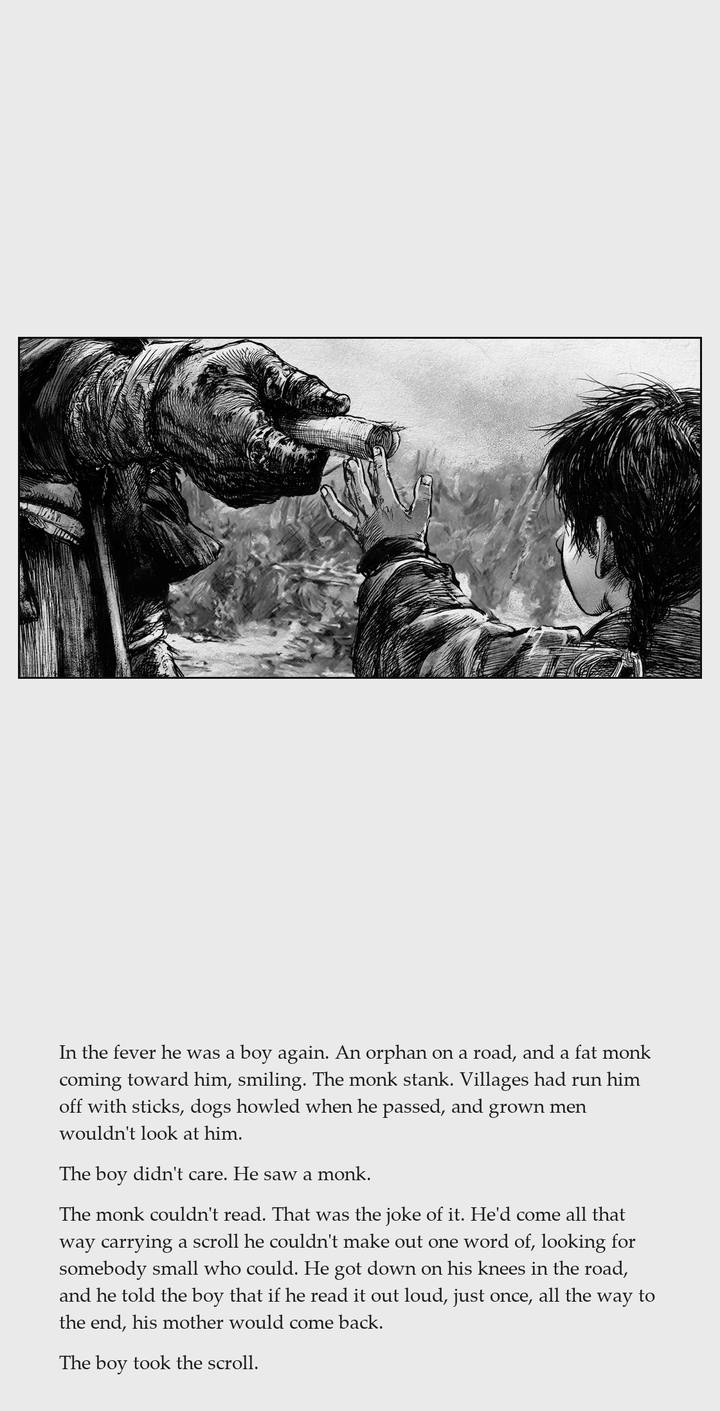 In the fever he was a boy again. An orphan on a road, and a fat monk
coming toward him, smiling. The monk stank. Villages had run him
off with sticks, dogs howled when he passed, and grown men
wouldn't look at him.
The boy didn't care. He saw a monk.
The monk couldn't read. That was the joke of it. He'd come all that
way carrying a scroll he couldn't make out one word of, looking for
somebody small who could. He got down on his knees in the road,
and he told the boy that if he read it out loud, just once, all the way to
the end, his mother would come back.
The boy took the scroll.